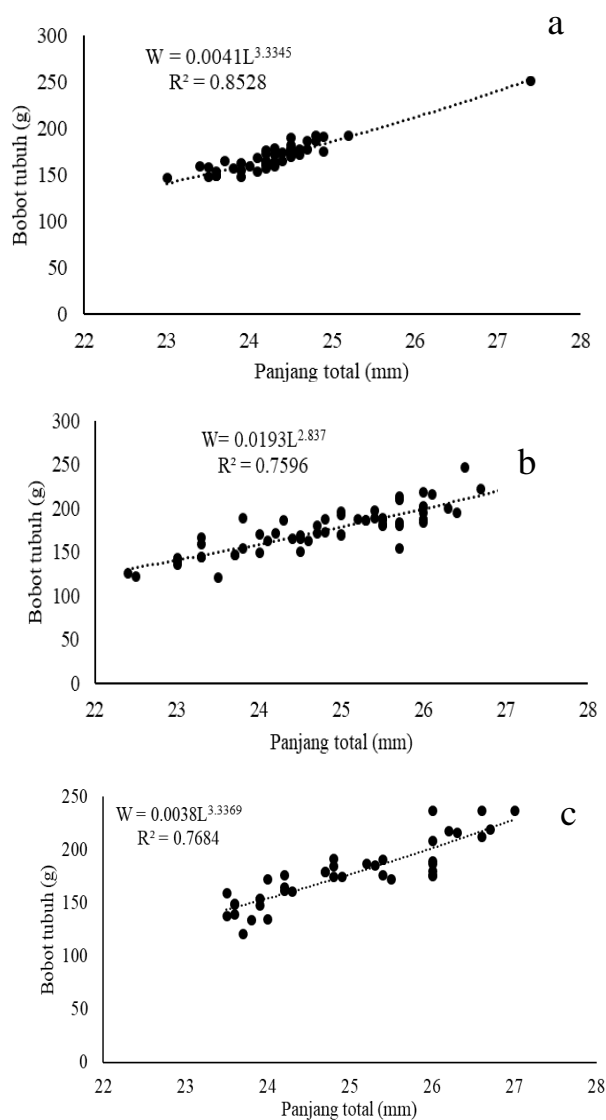 a
300
W = 0.0041L^3.3345
R² = 0.8528
250
200
150
100
50
0
Bobot tubuh (g)
22 23 24 25 26 27 28
Panjang total (mm)
300
W= 0.0193L^2.837
R² = 0.7596
b
250
200
150
100
50
0
Bobot tubuh (g)
22 23 24 25 26 27 28
Panjang total (mm)
250
W = 0.0038L^3.3369
R² = 0.7684
c
200
150
100
50
0
Bobot tubuh (g)
22 23 24 25 26 27 28
Panjang total (mm)